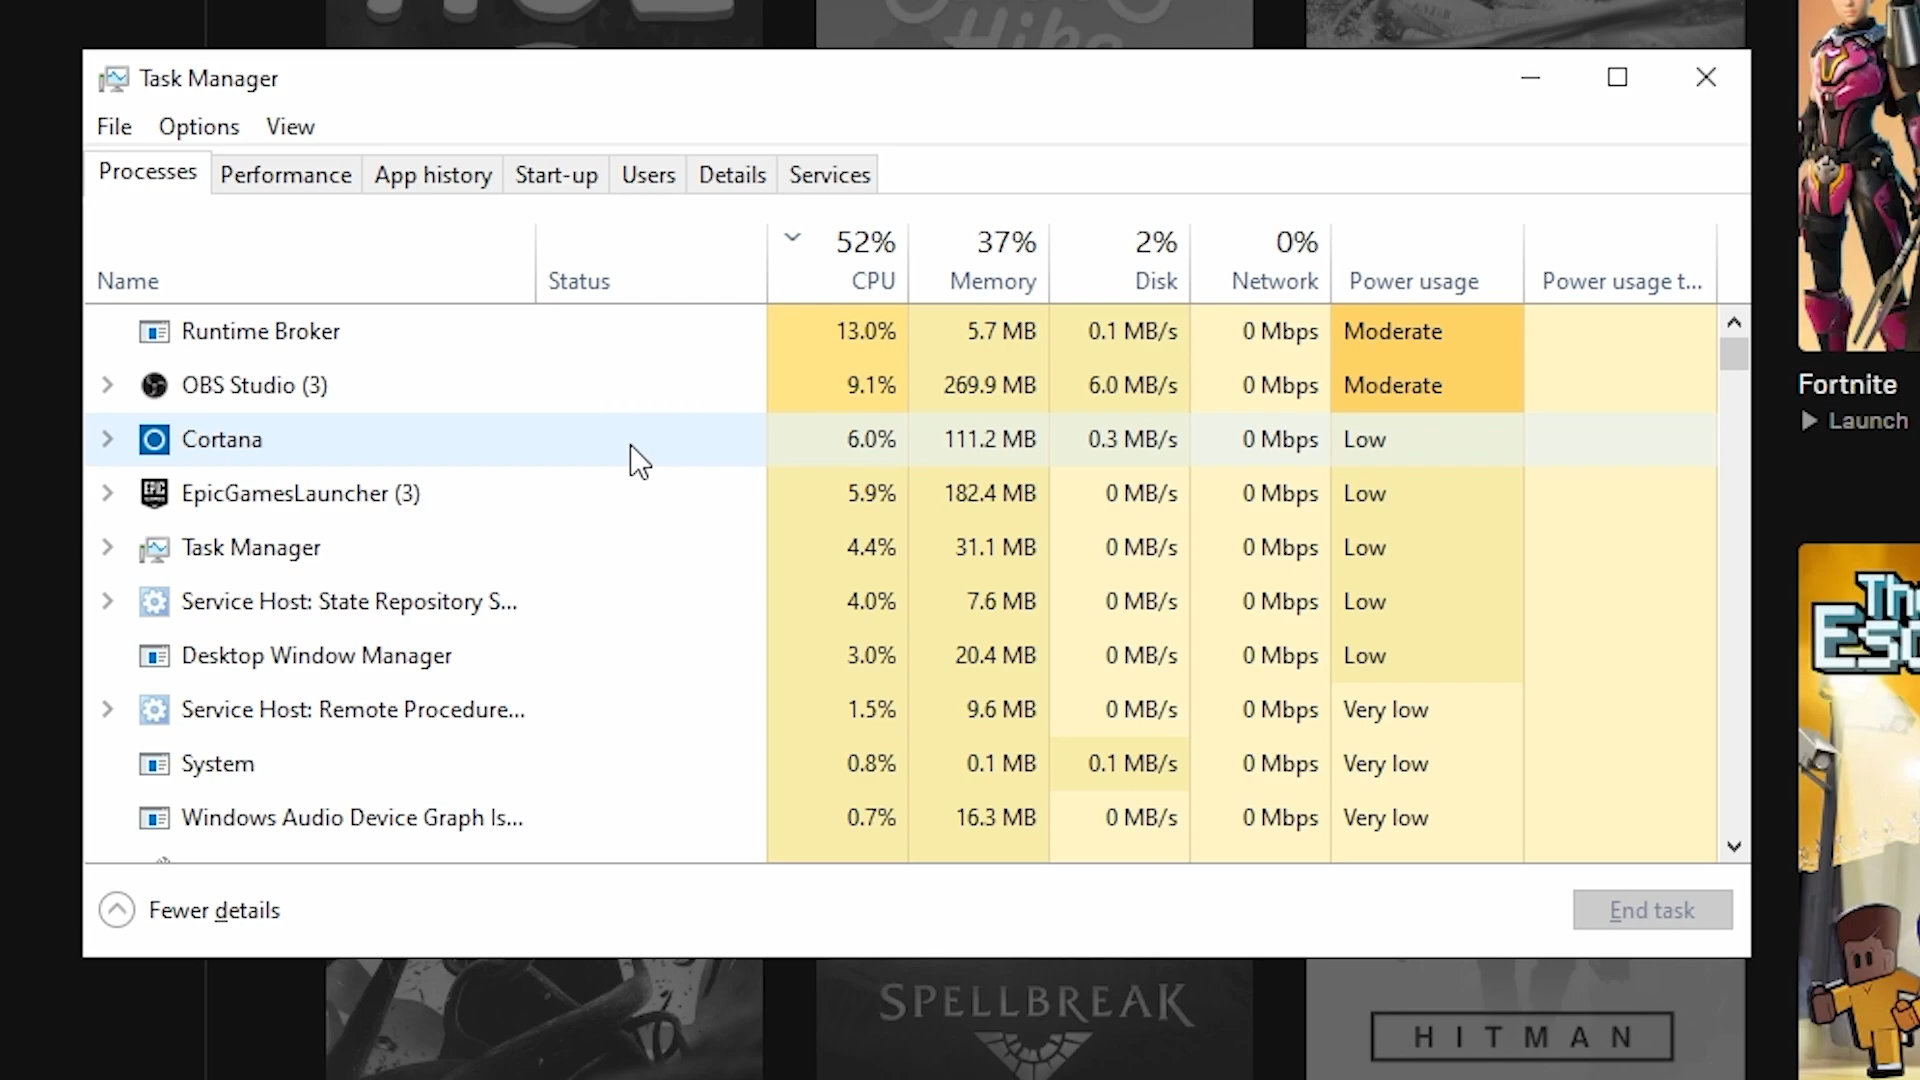 Hike
Task Manager
File Options View
Processes Performance App history Start-up Users Details Services
52% 37% 2% 0%
Name Status CPU Memory Disk Network Power usage Power usage t...
Runtime Broker 13.0% 5.7 MB 0.1 MB/s 0 Mbps Moderate
OBS Studio (3) 9.1% 269.9 MB 6.0 MB/s 0 Mbps Moderate
Cortana 6.0% 111.2 MB 0.3 MB/s 0 Mbps Low
EPIC EpicGamesLauncher (3) 5.9% 182.4 MB 0 MB/s 0 Mbps Low
Task Manager 4.4% 31.1 MB 0 MB/s 0 Mbps Low
Service Host: State Repository S... 4.0% 7.6 MB 0 MB/s 0 Mbps Low
Desktop Window Manager 3.0% 20.4 MB 0 MB/s 0 Mbps Low
Service Host: Remote Procedure... 1.5% 9.6 MB 0 MB/s 0 Mbps Very low
System 0.8% 0.1 MB 0.1 MB/s 0 Mbps Very low
Windows Audio Device Graph Is... 0.7% 16.3 MB 0 MB/s 0 Mbps Very low
Fewer details End task
Fortnite
Launch
SPELLBREAK
HITMAN